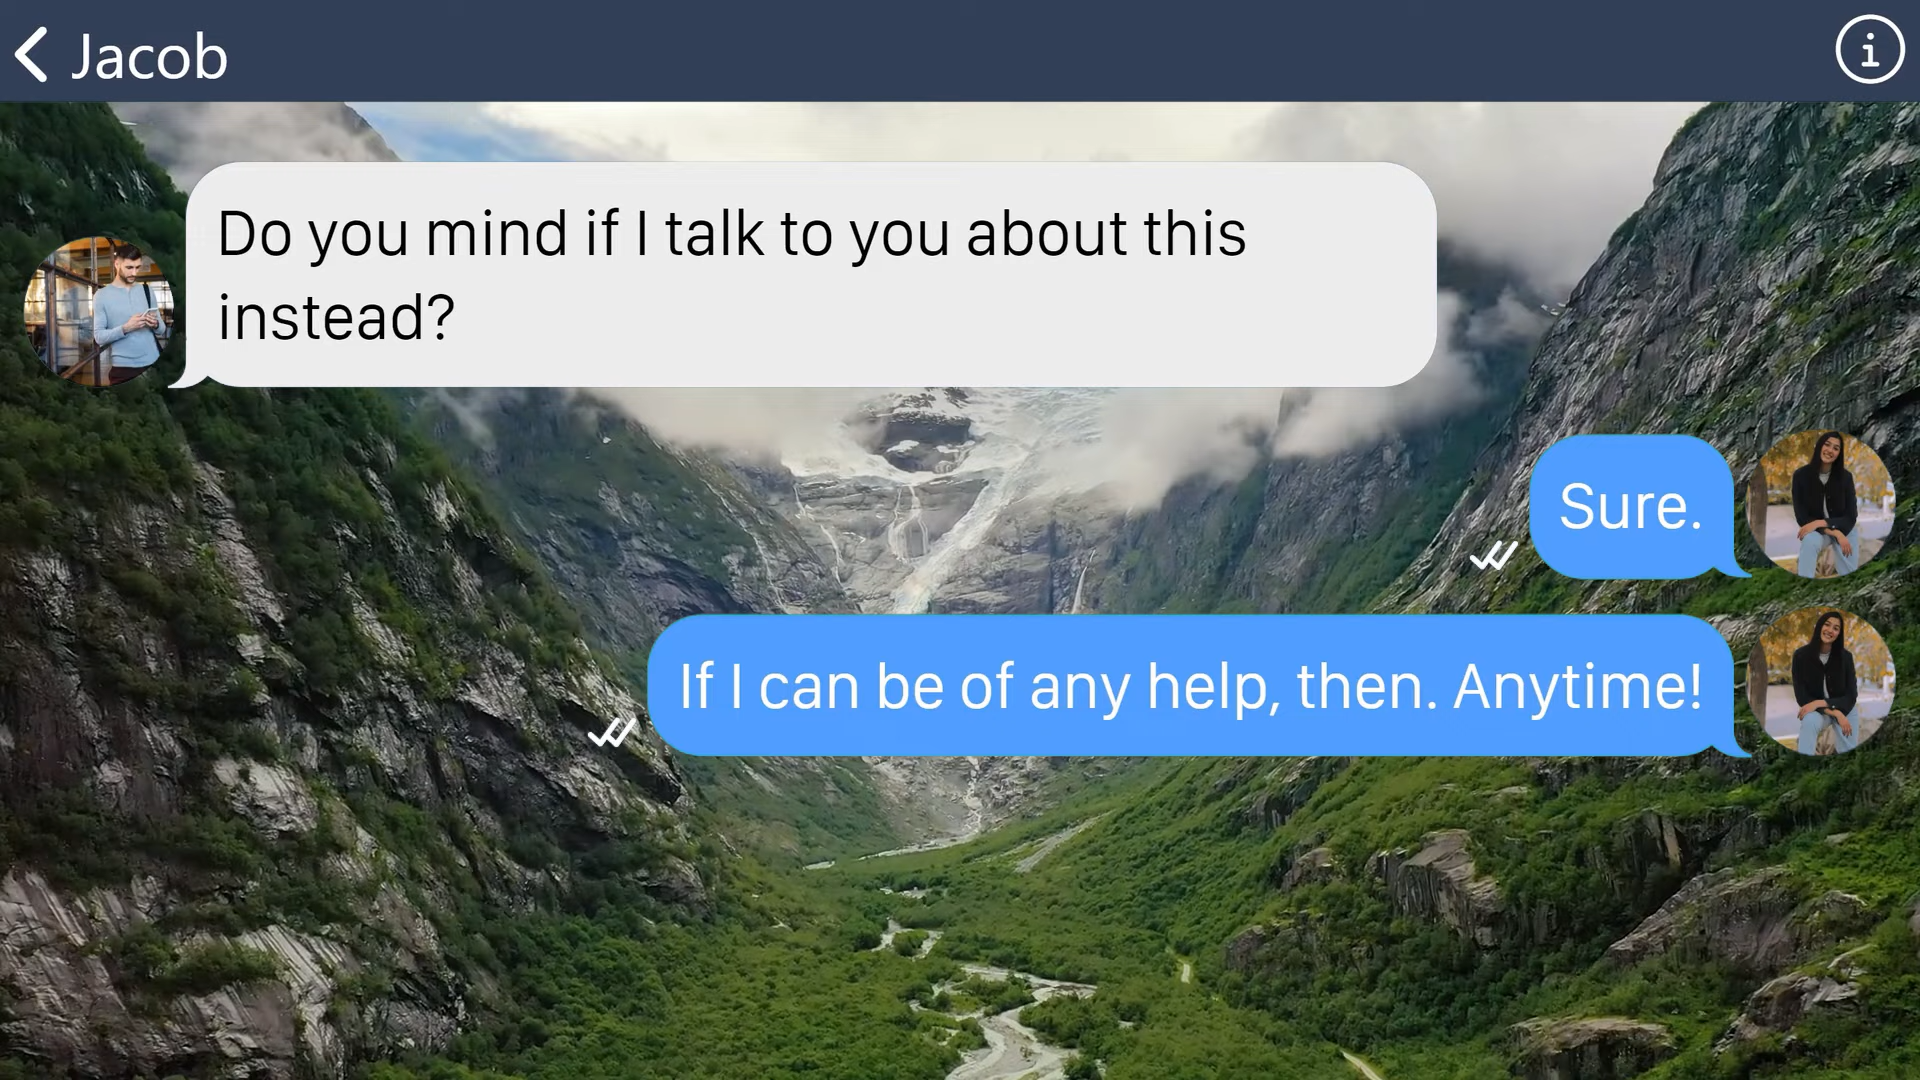 Jacob
Do you mind if I talk to you about this
instead?
Sure.
If I can be of any help, then. Anytime!